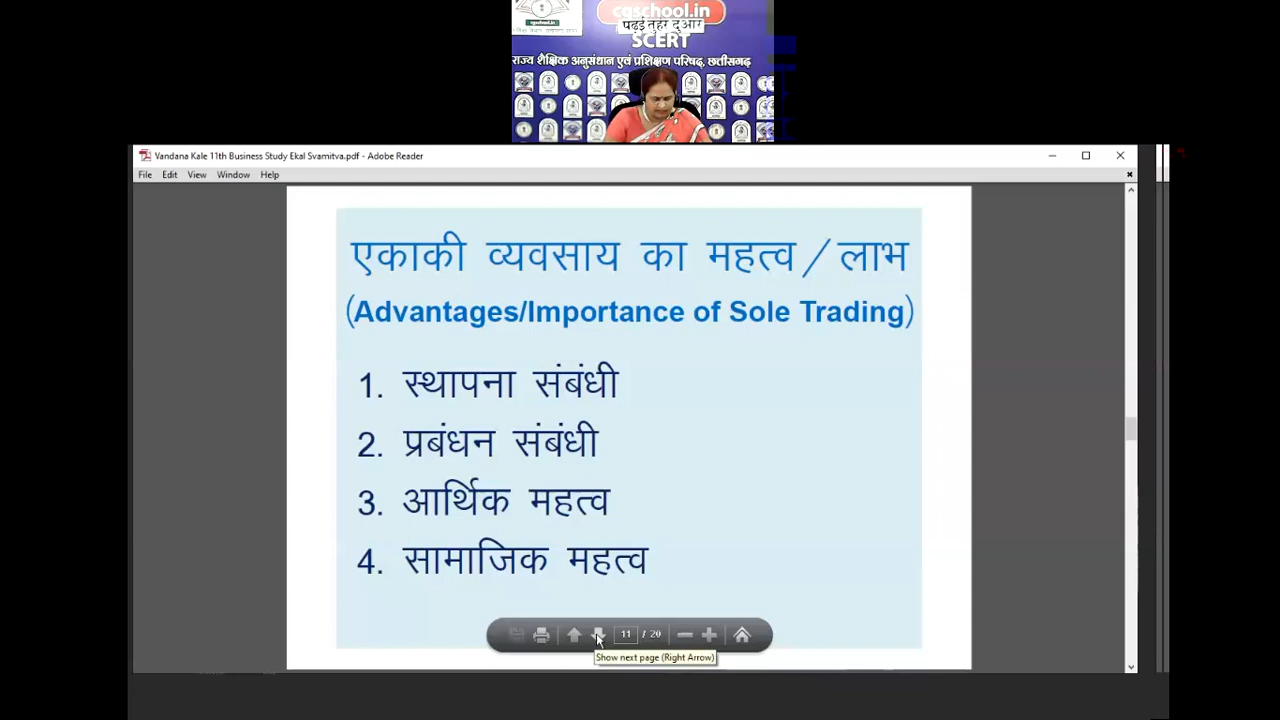 cgschool.in
पढ़ई तुंहर दुआर
SCERT
राज्य शैक्षिक अनुसंधान एवं प्रशिक्षण परिषद, छत्तीसगढ़
Vandana Kale 11th Business Study Ekal Svamitva.pdf - Adobe Reader
File Edit View Window Help
एकाकी व्यवसाय का महत्व/लाभ
(Advantages/Importance of Sole Trading)
1. स्थापना संबंधी
2. प्रबंधन संबंधी
3. आर्थिक महत्व
4. सामाजिक महत्व
11 / 20
Show next page (Right Arrow)